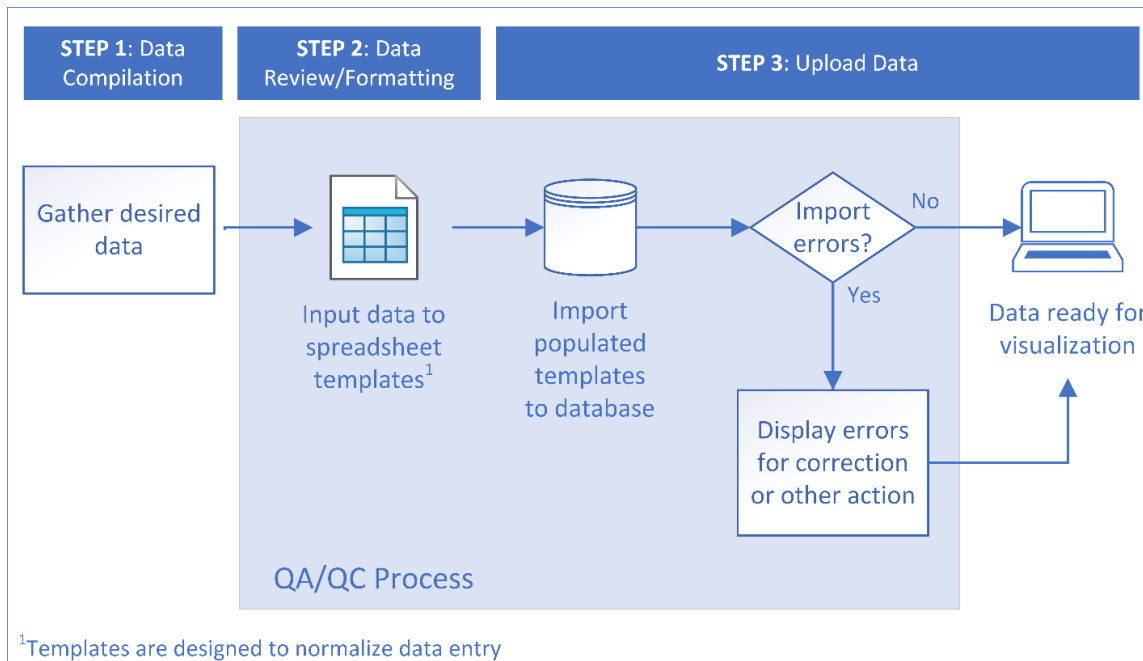 STEP 1: Data
Compilation
STEP 2: Data
Review/Formatting
STEP 3: Upload Data
Gather desired
data
Input data to
spreadsheet
templates1
Import
populated
templates
to database
Import
errors?
No
Yes
Data ready for
visualization
Display errors
for correction
or other action
QA/QC Process
1Templates are designed to normalize data entry